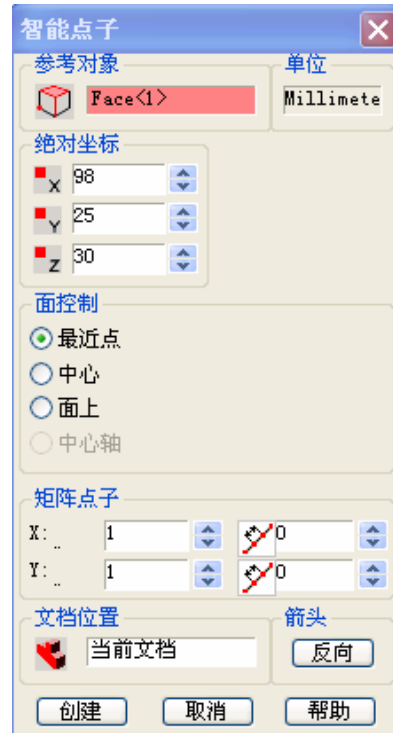 智能点子
参考对象 单位
Face<1> Millimete
绝对坐标
X 98
Y 25
Z 30
面控制
最近点
中心
面上
中心轴
矩阵点子
X: 1 0
Y: 1 0
文档位置 箭头
当前文档 反向
创建 取消 帮助